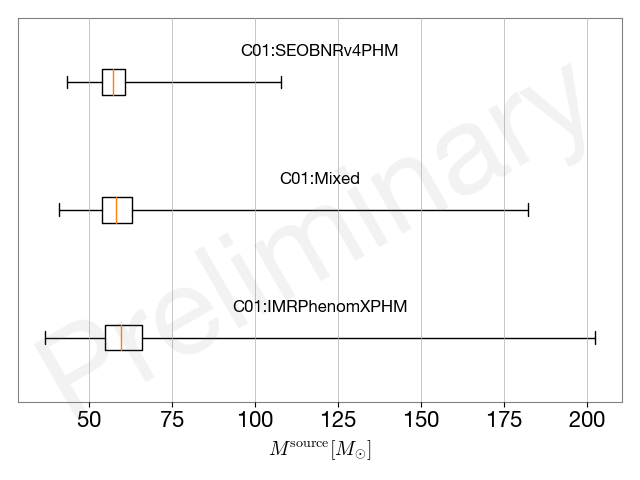 C01:SEOBNRv4PHM
C01:Mixed
C01:IMRPhenomXPHM
Preliminary
50 75 100 125 150 175 200
M^source[M_⊙]